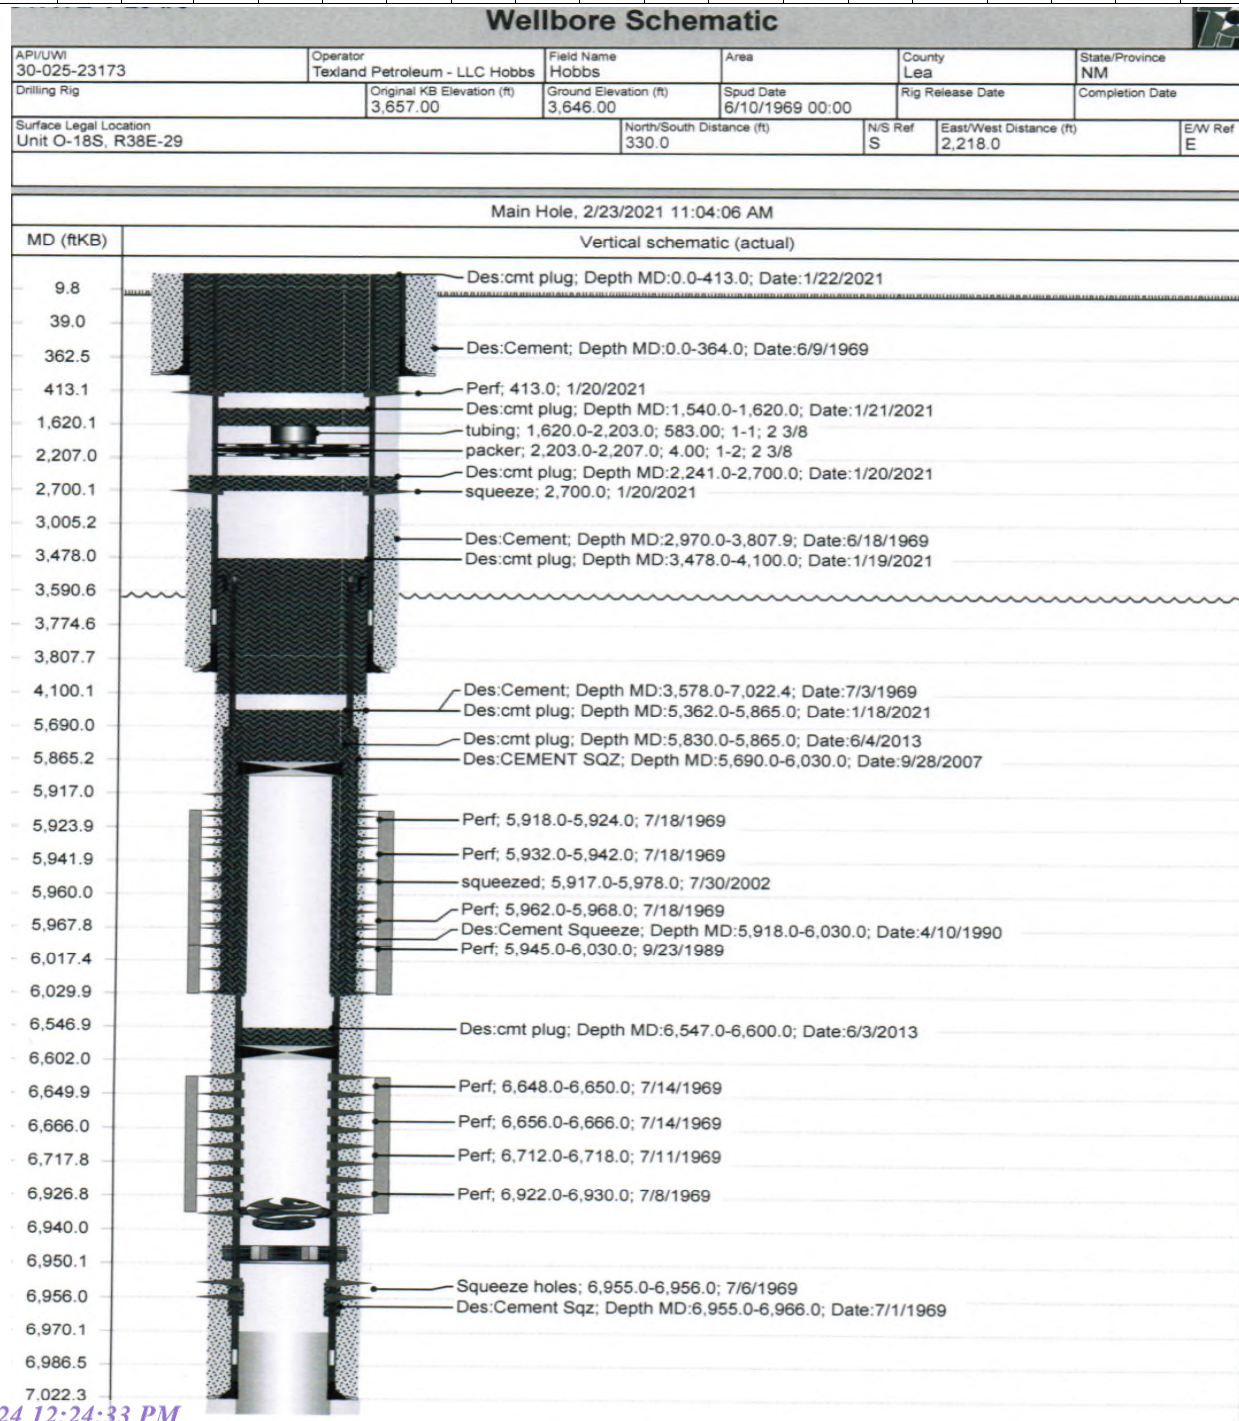 Wellbore Schematic
API/UWI Operator Field Name Area County State/Province
30-025-23173 Texland Petroleum - LLC Hobbs Hobbs Lea NM
Drilling Rig Original KB Elevation (ft) Ground Elevation (ft) Spud Date Rig Release Date Completion Date
3,657.00 3,646.00 6/10/1969 00:00
Surface Legal Location North/South Distance (ft) N/S Ref East/West Distance (ft) E/W Ref
Unit O-18S, R38E-29 330.0 S 2,218.0 E
Main Hole, 2/23/2021 11:04:06 AM
MD (ftKB) Vertical schematic (actual)
Des:cmt plug; Depth MD:0.0-413.0; Date:1/22/2021
9.8
39.0
Des:Cement; Depth MD:0.0-364.0; Date:6/9/1969
362.5
413.1 Perf; 413.0; 1/20/2021
Des:cmt plug; Depth MD:1,540.0-1,620.0; Date:1/21/2021
1,620.1
tubing; 1,620.0-2,203.0; 583.00; 1-1; 2 3/8
2,207.0 packer; 2,203.0-2,207.0; 4.00; 1-2; 2 3/8
Des:cmt plug; Depth MD:2,241.0-2,700.0; Date:1/20/2021
2,700.1 squeeze; 2,700.0; 1/20/2021
3,005.2
Des:Cement; Depth MD:2,970.0-3,807.9; Date:6/18/1969
3,478.0 Des:cmt plug; Depth MD:3,478.0-4,100.0; Date:1/19/2021
3,590.6
3,774.6
3,807.7
4,100.1 Des:Cement; Depth MD:3,578.0-7,022.4; Date:7/3/1969
Des:cmt plug; Depth MD:5,362.0-5,865.0; Date:1/18/2021
5,690.0
Des:cmt plug; Depth MD:5,830.0-5,865.0; Date:6/4/2013
5,865.2 Des:CEMENT SQZ; Depth MD:5,690.0-6,030.0; Date:9/28/2007
5,917.0
5,923.9 Perf; 5,918.0-5,924.0; 7/18/1969
5,941.9 Perf; 5,932.0-5,942.0; 7/18/1969
squeezed; 5,917.0-5,978.0; 7/30/2002
5,960.0
Perf; 5,962.0-5,968.0; 7/18/1969
5,967.8 Des:Cement Squeeze; Depth MD:5,918.0-6,030.0; Date:4/10/1990
Perf; 5,945.0-6,030.0; 9/23/1989
6,017.4
6,029.9
6,546.9 Des:cmt plug; Depth MD:6,547.0-6,600.0; Date:6/3/2013
6,602.0
6,649.9 Perf; 6,648.0-6,650.0; 7/14/1969
6,666.0 Perf; 6,656.0-6,666.0; 7/14/1969
6,717.8 Perf; 6,712.0-6,718.0; 7/11/1969
6,926.8 Perf; 6,922.0-6,930.0; 7/8/1969
6,940.0
6,950.1
Squeeze holes; 6,955.0-6,956.0; 7/6/1969
6,956.0 Des:Cement Sqz; Depth MD:6,955.0-6,966.0; Date:7/1/1969
6,970.1
6,986.5
7,022.3
24 12:24:33 PM